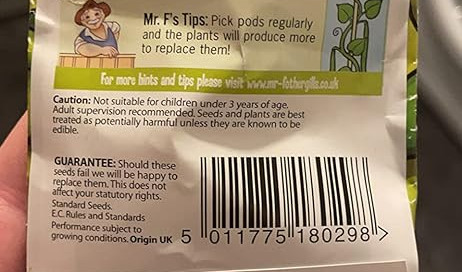 Mr. F's Tips: Pick pods regularly
and the plants will produce more
to replace them!
For more hints and tips please visit www.mr-fothergills.co.uk
Caution: Not suitable for children under 3 years of age.
Adult supervision recommended. Seeds and plants are best
treated as potentially harmful unless they are known to be
edible.
GUARANTEE: Should these
seeds fail we will be happy to
replace them. This does not
affect your statutory rights.
Standard Seeds.
E.C. Rules and Standards
Performance subject to
growing conditions. Origin UK
5 011775 180298 >